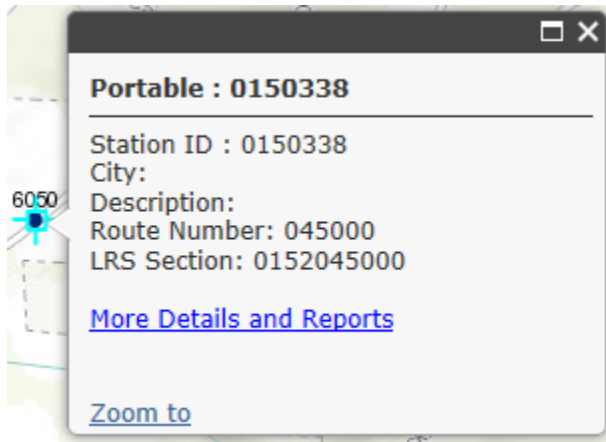 Portable : 0150338
Station ID : 0150338
City:
6050
Description:
Route Number: 045000
LRS Section: 0152045000
More Details and Reports
Zoom to